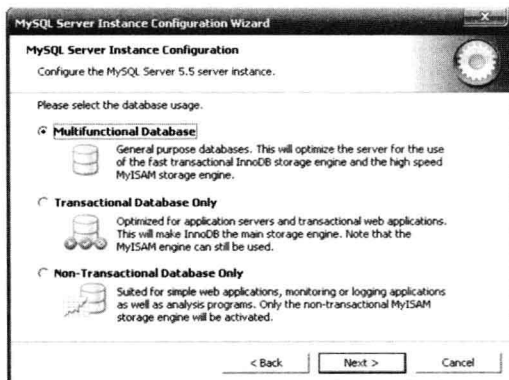 MySQL Server Instance Configuration Wizard
MySQL Server Instance Configuration
Configure the MySQL Server 5.5 server instance.
Please select the database usage.
Multifunctional Database
General purpose databases. This will optimize the server for the use
of the fast transactional InnoDB storage engine and the high speed
MyISAM storage engine.
Transactional Database Only
Optimized for application servers and transactional web applications.
This will make InnoDB the main storage engine. Note that the
MyISAM engine can still be used.
Non-Transactional Database Only
Suited for simple web applications, monitoring or logging applications
as well as analysis programs. Only the non-transactional MyISAM
storage engine will be activated.
< Back
Next >
Cancel